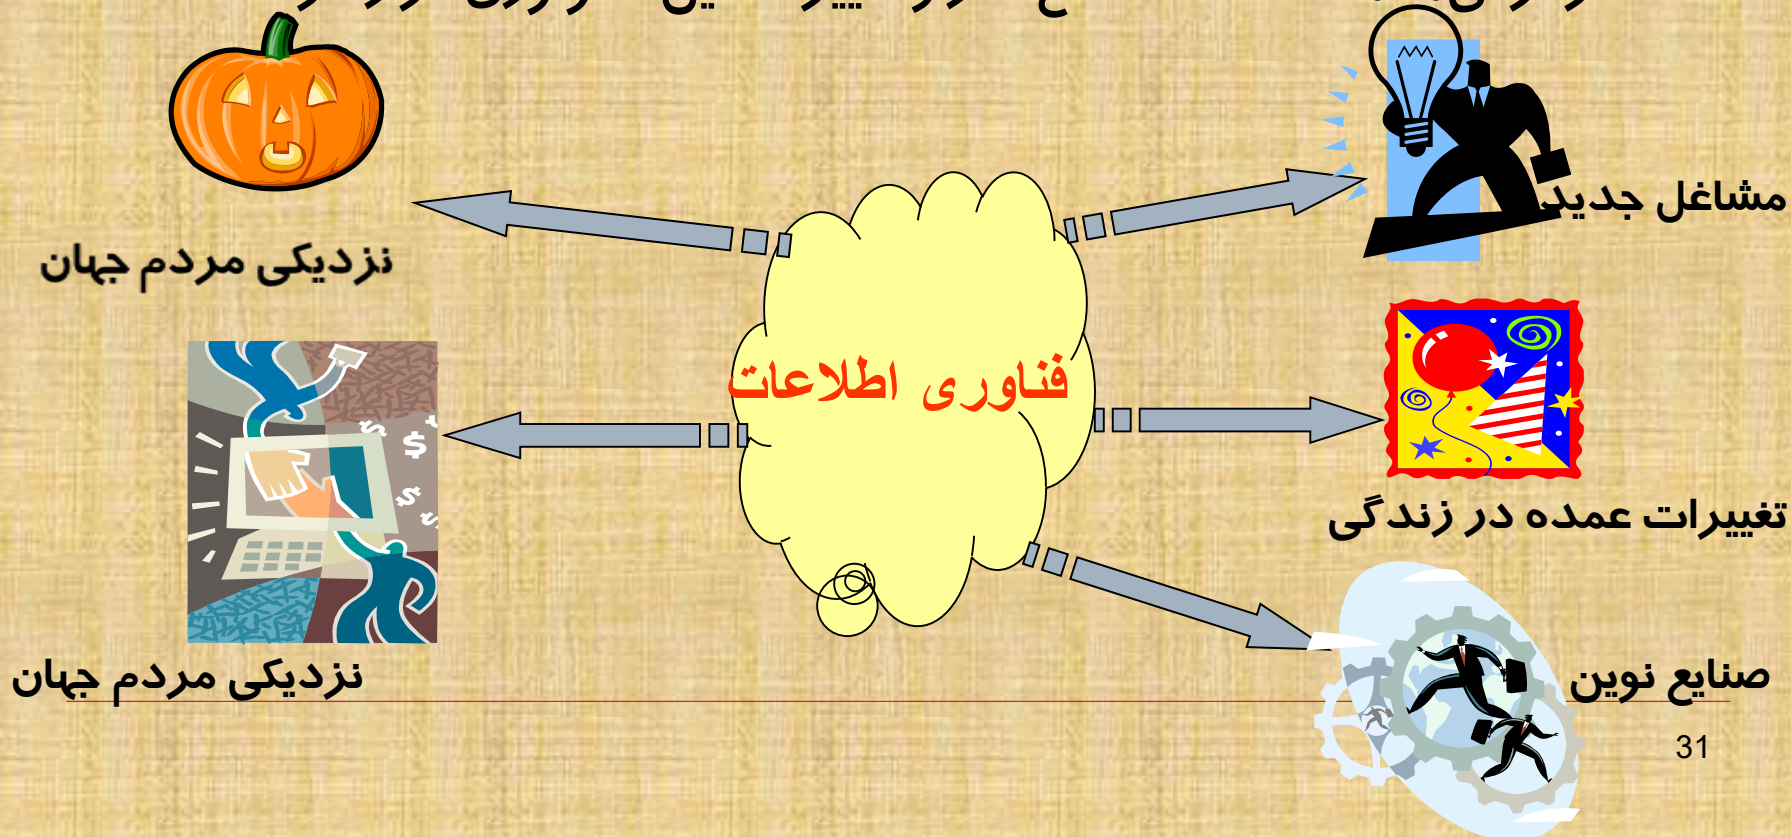 مشاغل جدید
نزدیکی مردم جهان
فناوری اطلاعات
تغییرات عمده در زندگی
نزدیکی مردم جهان
صنایع نوین
31